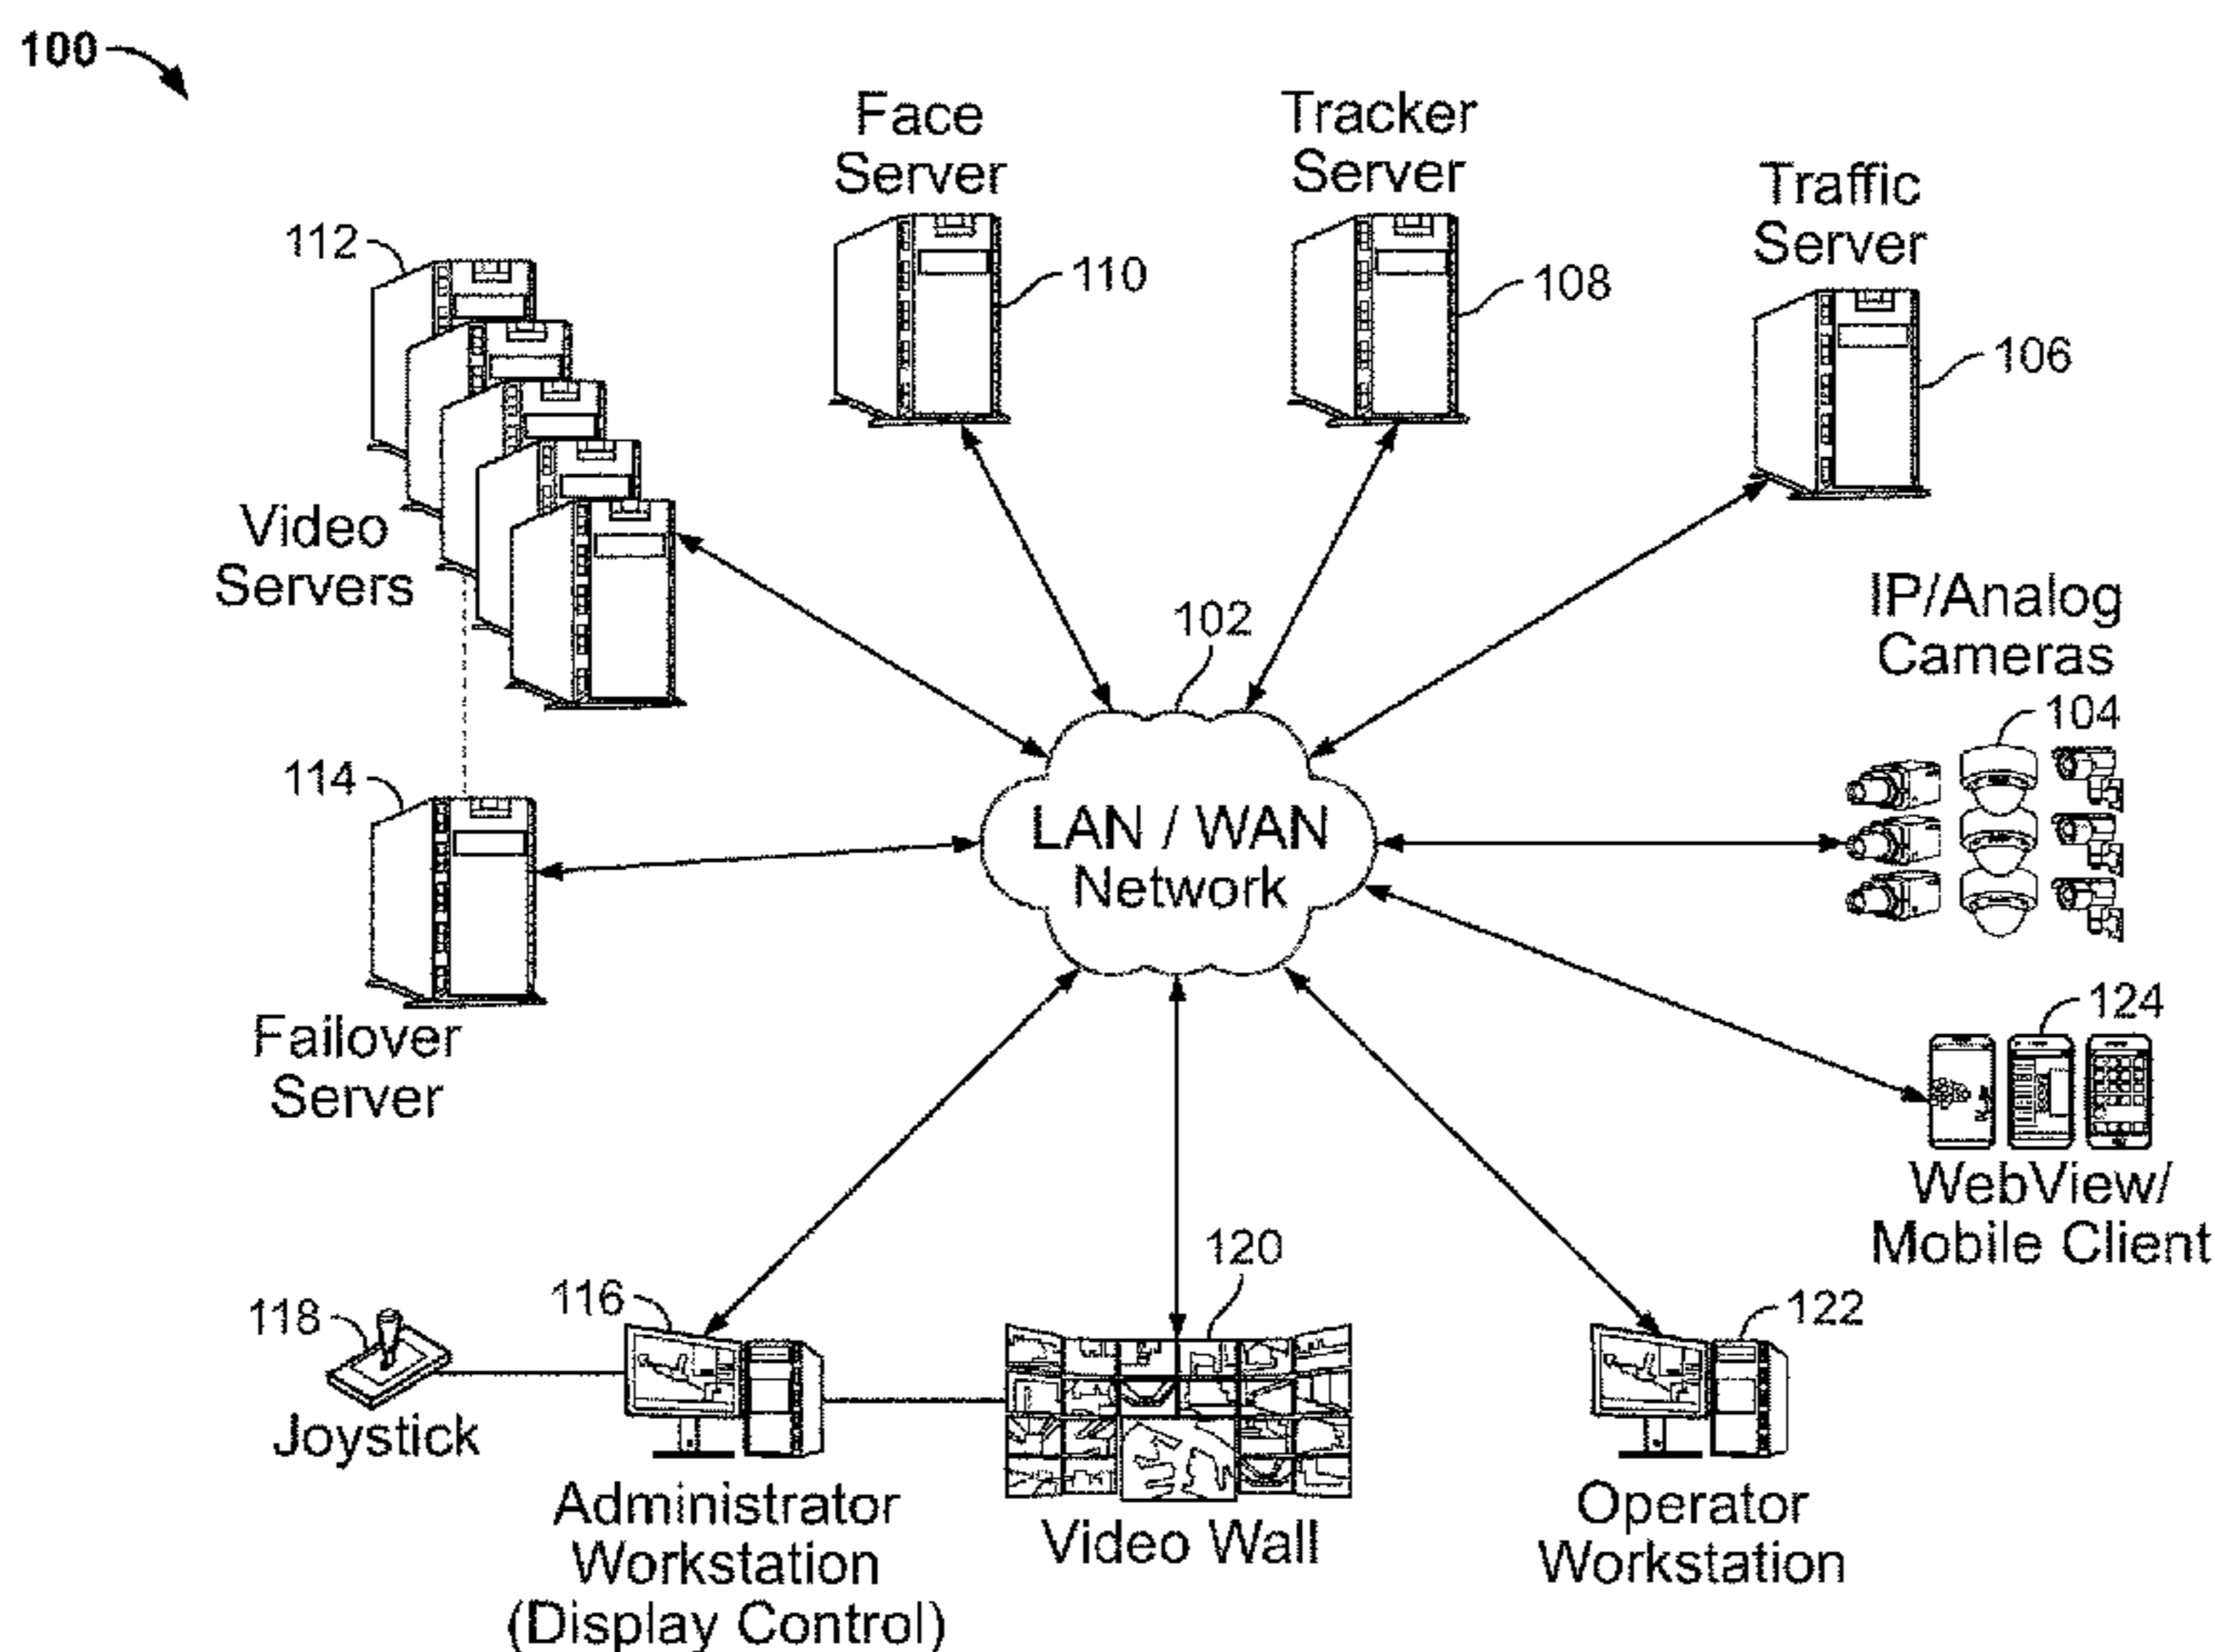 100
Face
Server
110
Tracker
Server
108
Traffic
Server
106
112
Video
Servers
102
IP/Analog
Cameras
104
114
LAN / WAN
Network
Failover
Server
124
WebView/
Mobile Client
118
Joystick
116
Administrator
Workstation
(Display Control)
120
Video Wall
122
Operator
Workstation